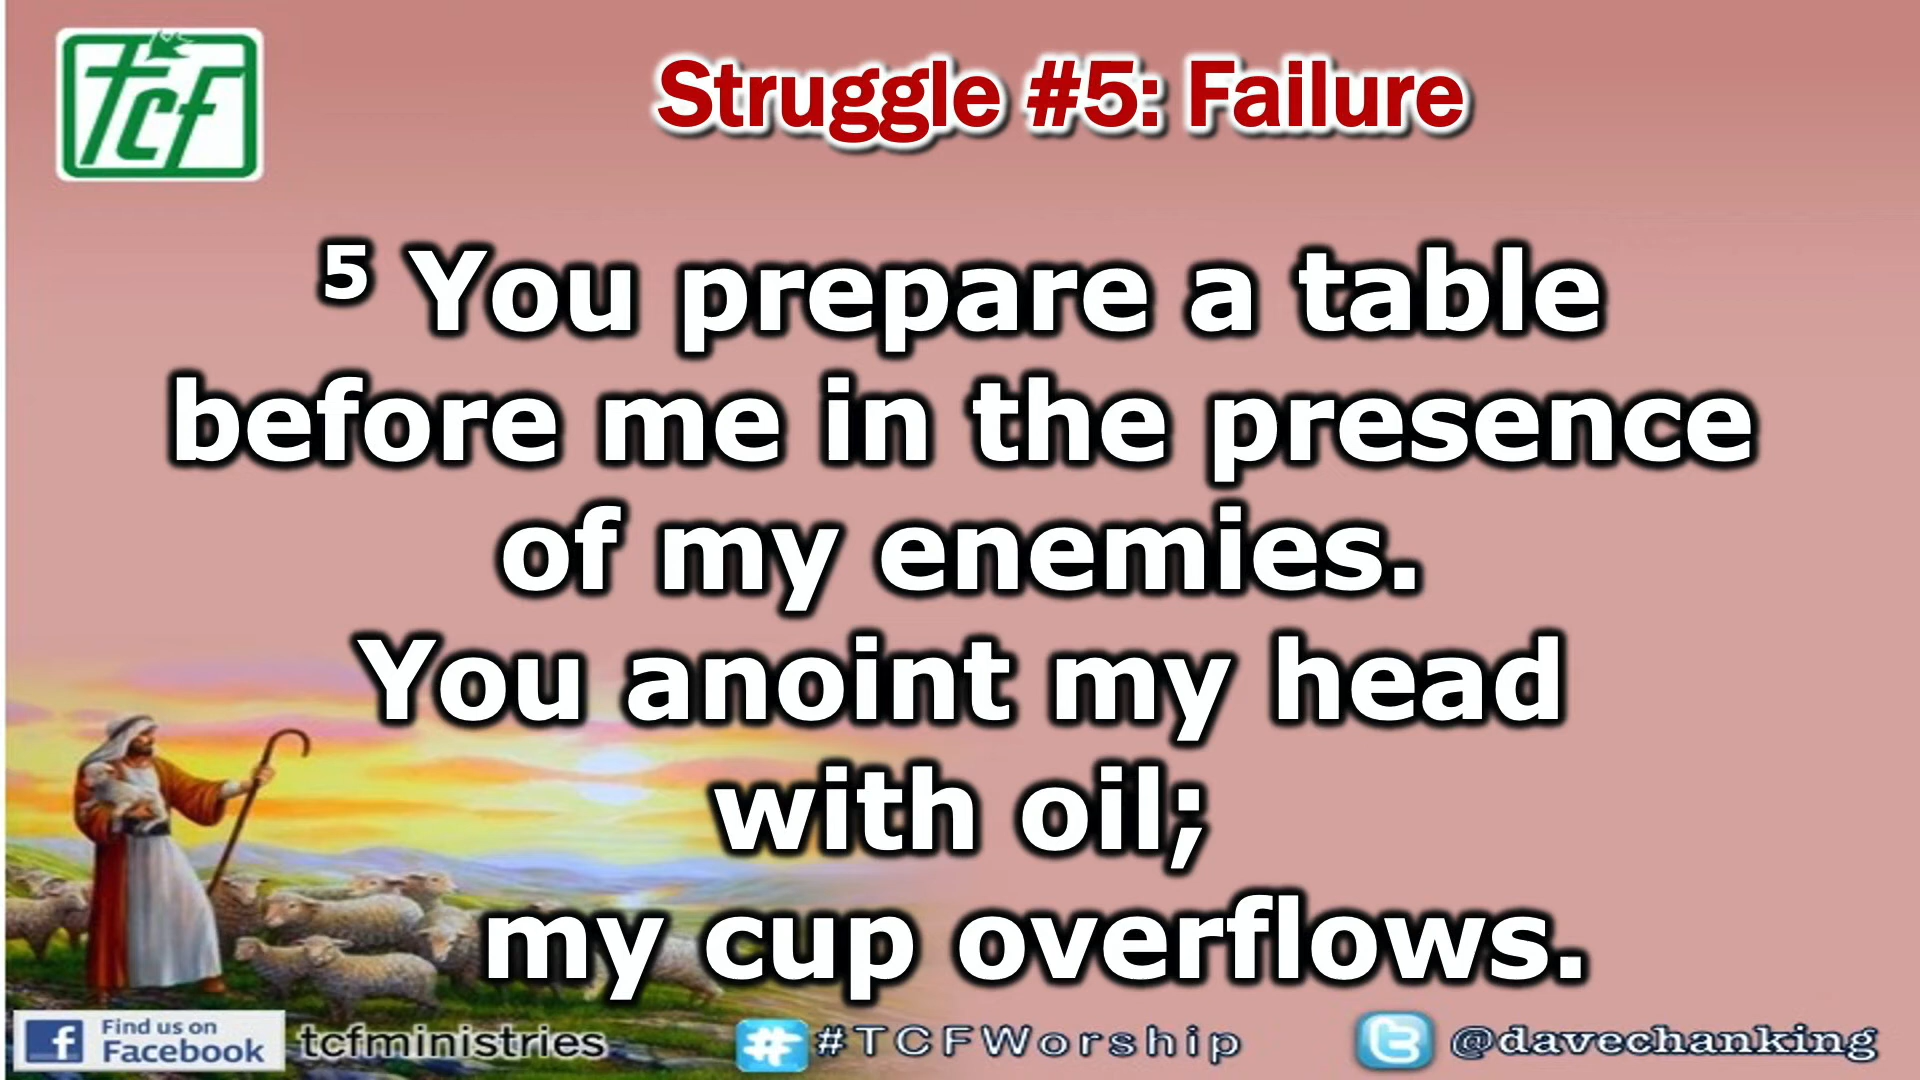 tcf
Struggle #5: Failure
5 You prepare a table
before me in the presence
of my enemies.
You anoint my head
with oil;
my cup overflows.
f Find us on
Facebook
tcfministries
# #TCFWorship
t @davechanking